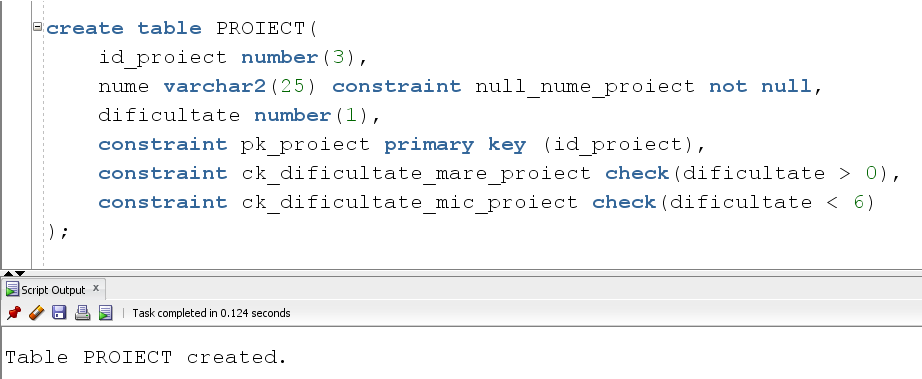 create table PROIECT(
id_proiect number(3),
nume varchar2(25) constraint null_nume_proiect not null,
dificultate number(1),
constraint pk_proiect primary key (id_proiect),
constraint ck_dificultate_mare_proiect check(dificultate > 0),
constraint ck_dificultate_mic_proiect check(dificultate < 6)
);
Script Output x
Task completed in 0.124 seconds
Table PROIECT created.